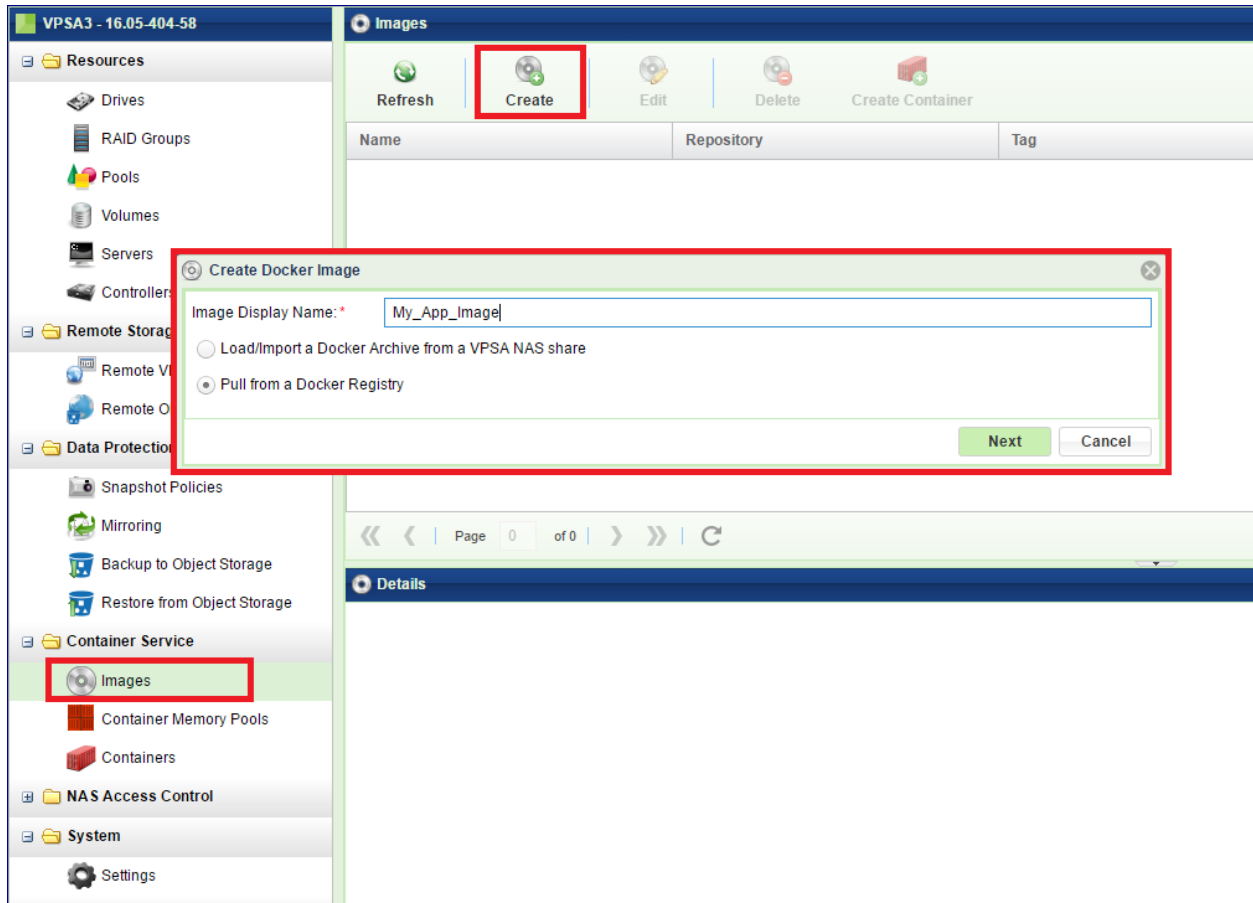 VPSA3 - 16.05-404-58
Resources
Drives
RAID Groups
Pools
Volumes
Servers
Controllers
Remote Storag
Remote V
Remote O
Data Protection
Snapshot Policies
Mirroring
Backup to Object Storage
Restore from Object Storage
Container Service
Images
Container Memory Pools
Containers
NAS Access Control
System
Settings
Images
Refresh
Create
Edit
Delete
Create Container
Name Repository Tag
Create Docker Image
Image Display Name: * My_App_Image
Load/Import a Docker Archive from a VPSA NAS share
Pull from a Docker Registry
Next Cancel
Page 0 of 0
Details